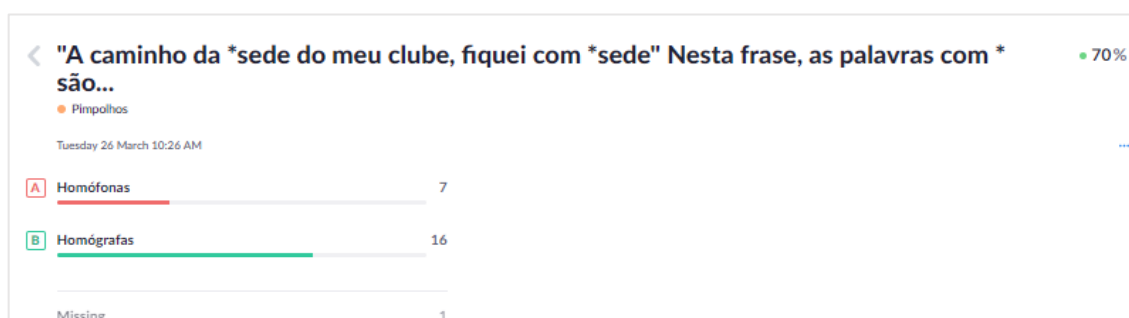 "A caminho da *sede do meu clube, fiquei com *sede" Nesta frase, as palavras com *
são...
70%
Pimpolhos
Tuesday 26 March 10:26 AM
...
A Homófonas 7
B Homógrafas 16
Missing 1